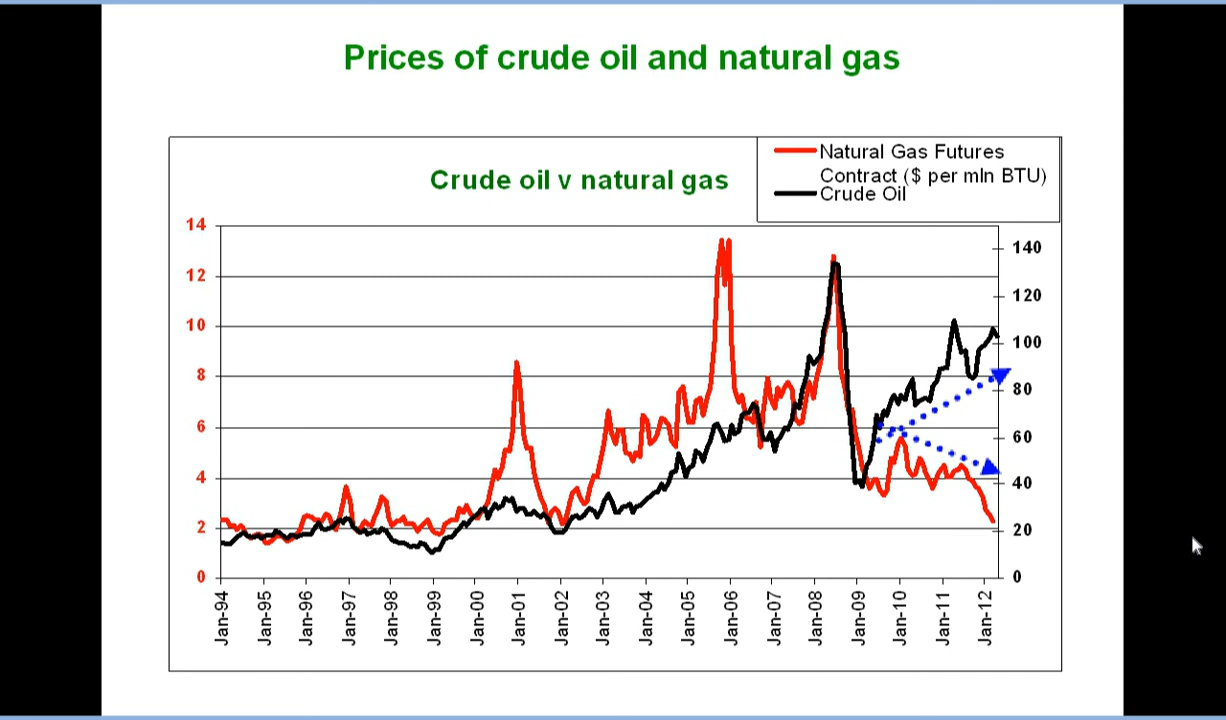 Prices of crude oil and natural gas
Crude oil v natural gas
Natural Gas Futures
Contract ($ per mln BTU)
Crude Oil
14
12
10
8
6
4
2
0
140
120
100
80
60
40
20
0
Jan-94
Jan-95
Jan-96
Jan-97
Jan-98
Jan-99
Jan-00
Jan-01
Jan-02
Jan-03
Jan-04
Jan-05
Jan-06
Jan-07
Jan-08
Jan-09
Jan-10
Jan-11
Jan-12